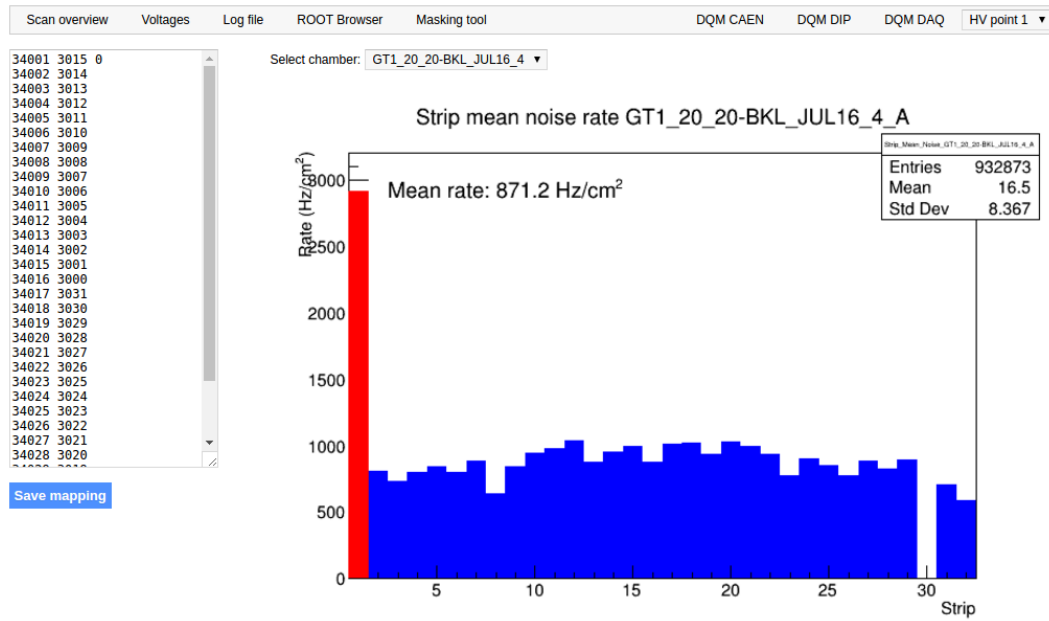 Scan overview Voltages Log file ROOT Browser Masking tool DQM CAEN DQM DIP DQM DAQ HV point 1 ▼
34001 3015 0
34002 3014
34003 3013
34004 3012
34005 3011
34006 3010
34007 3009
34008 3008
34009 3007
34010 3006
34011 3005
34012 3004
34013 3003
34014 3002
34015 3001
34016 3000
34017 3031
34018 3030
34019 3029
34020 3028
34021 3027
34022 3026
34023 3025
34024 3024
34025 3023
34026 3022
34027 3021
34028 3020
Save mapping
Select chamber: GT1_20_20-BKL_JUL16_4 ▼
Strip mean noise rate GT1_20_20-BKL_JUL16_4_A
Strip_Mean_Noise_GT1_20_20-BKL_JUL16_4_A
Entries 932873
Mean 16.5
Std Dev 8.367
Mean rate: 871.2 Hz/cm²
Rate (Hz/cm²)
3000
2500
2000
1500
1000
500
0
5 10 15 20 25 30
Strip